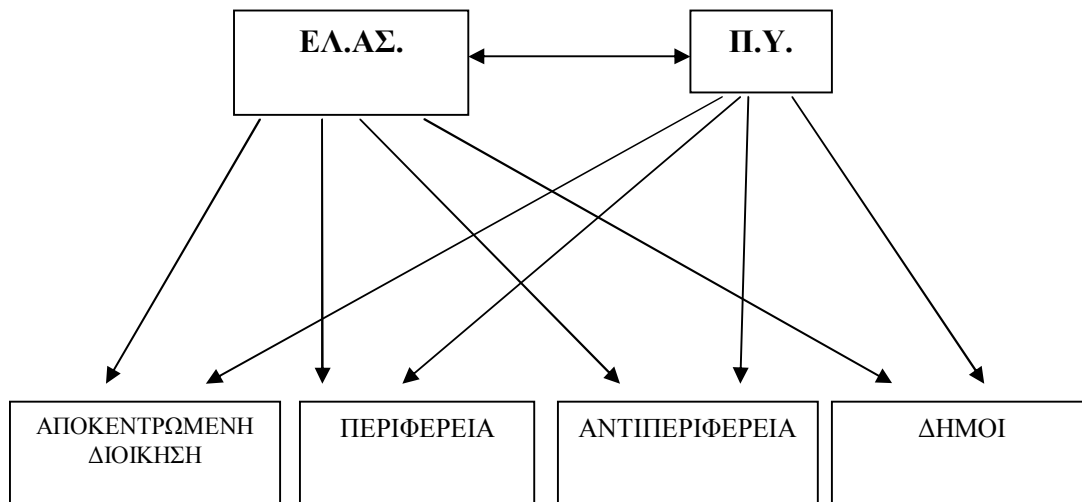 ΕΛ.ΑΣ.
Π.Υ.
ΑΠΟΚΕΝΤΡΩΜΕΝΗ
ΔΙΟΙΚΗΣΗ
ΠΕΡΙΦΕΡΕΙΑ
ΑΝΤΙΠΕΡΙΦΕΡΕΙΑ
ΔΗΜΟΙ